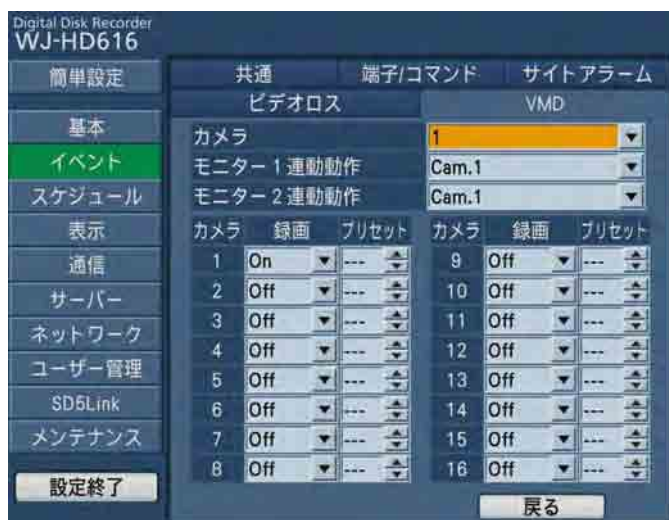 Digital Disk Recorder
WJ-HD616
簡単設定
基本
イベント
スケジュール
表示
通信
サーバー
ネットワーク
ユーザー管理
SD5Link
メンテナンス
設定終了
共通 端子/コマンド サイトアラーム
ビデオロス VMD
カメラ 1
モニター1連動動作 Cam.1
モニター2連動動作 Cam.1
カメラ 録画 プリセット カメラ 録画 プリセット
1 On --- 9 Off ---
2 Off --- 10 Off ---
3 Off --- 11 Off ---
4 Off --- 12 Off ---
5 Off --- 13 Off ---
6 Off --- 14 Off ---
7 Off --- 15 Off ---
8 Off --- 16 Off ---
戻る